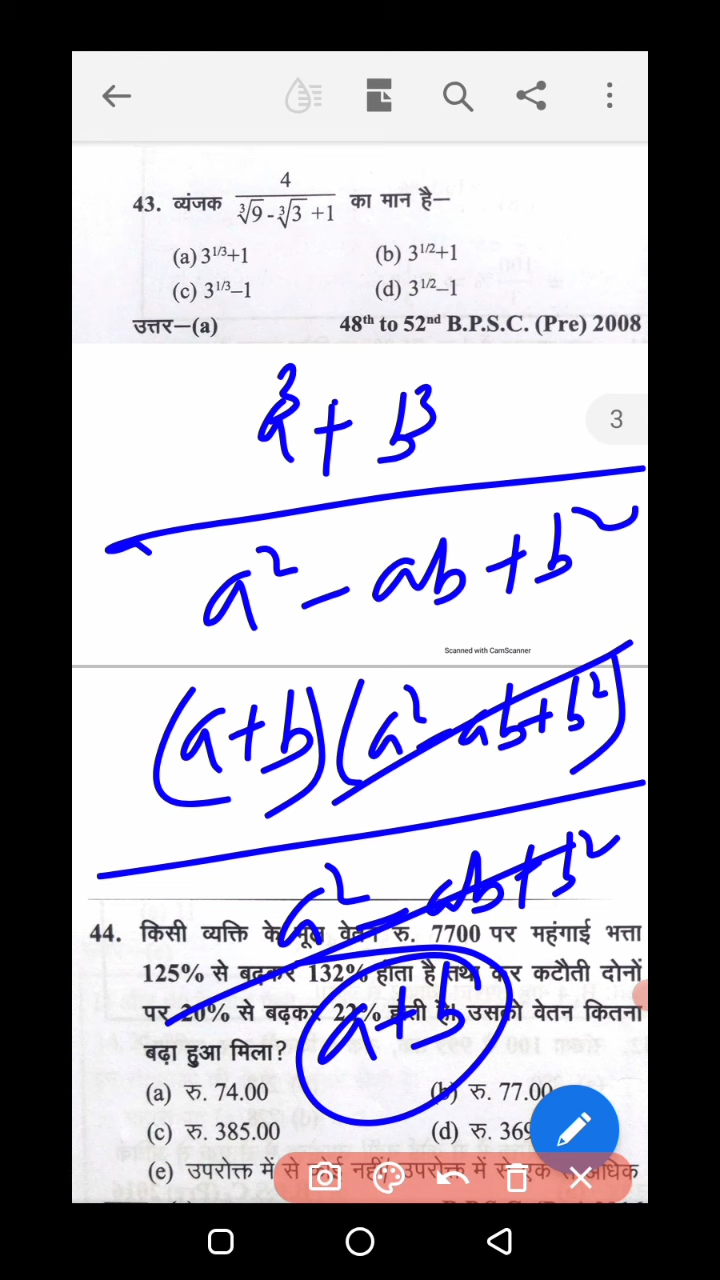 43. व्यंजक 4 / ∛9 - ∛3 +1 का मान है–
(a) 3^1/3+1 (b) 3^1/2+1
(c) 3^1/3–1 (d) 3^1/2–1
उत्तर–(a) 48th to 52nd B.P.S.C. (Pre) 2008
a³ + b³
3
a² - ab + b²
Scanned with CamScanner
(a+b) (a² - ab + b²)
a² - ab + b²
44. किसी व्यक्ति के मूल वेतन रु. 7700 पर महंगाई भत्ता
125% से बढ़कर 132% होता है तथा कर कटौती दोनों
पर 20% से बढ़कर 22% होती है। उसको वेतन कितना
a+b
बढ़ा हुआ मिला?
(a) रु. 74.00 (b) रु. 77.00
(c) रु. 385.00 (d) रु. 369
(e) उपरोक्त में से कोई नहीं/ उपरोक्त में से एक से अधिक